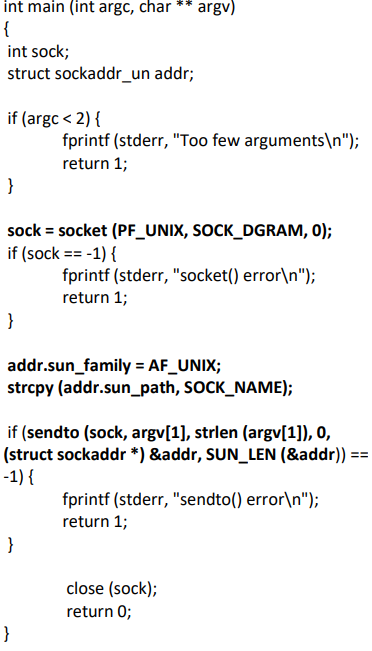 int main (int argc, char ** argv)
{
int sock;
struct sockaddr_un addr;
if (argc < 2) {
fprintf (stderr, "Too few arguments\n");
return 1;
}
sock = socket (PF_UNIX, SOCK_DGRAM, 0);
if (sock == -1) {
fprintf (stderr, "socket() error\n");
return 1;
}
addr.sun_family = AF_UNIX;
strcpy (addr.sun_path, SOCK_NAME);
if (sendto (sock, argv[1], strlen (argv[1]), 0,
(struct sockaddr *) &addr, SUN_LEN (&addr)) ==
-1) {
fprintf (stderr, "sendto() error\n");
return 1;
}
close (sock);
return 0;
}